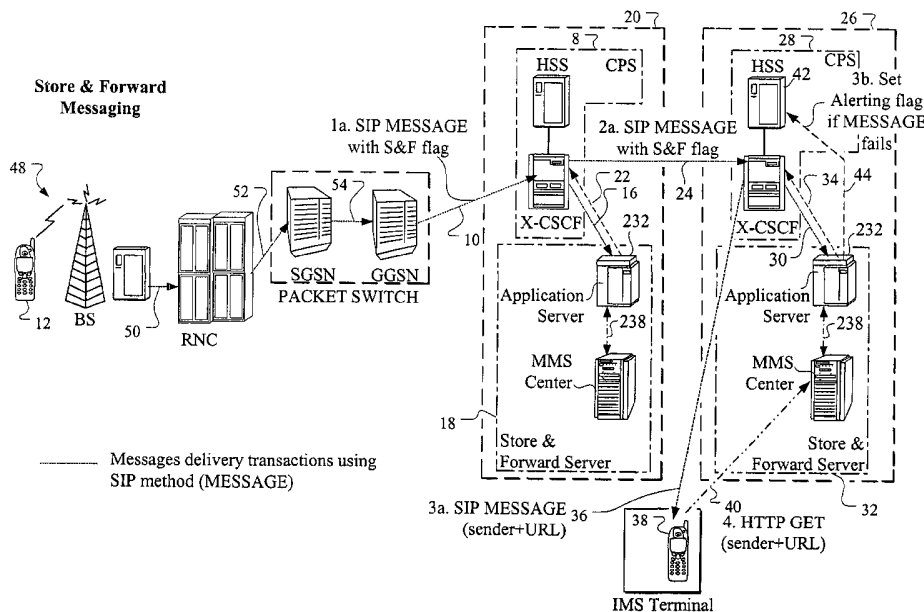 Store & Forward
Messaging
48
12
BS
50
RNC
52
54
SGSN
GGSN
PACKET SWITCH
1a. SIP MESSAGE
with S&F flag
10
20
8
HSS
CPS
X-CSCF
22
16
232
Application
Server
238
MMS
Center
18
Store &
Forward Server
2a. SIP MESSAGE
with S&F flag
24
26
28
CPS
HSS
42
3b. Set
Alerting flag
if MESSAGE
fails
X-CSCF
34
44
30
232
Application
Server
238
MMS
Center
Store &
Forward Server
32
Messages delivery transactions using
SIP method (MESSAGE)
3a. SIP MESSAGE
(sender+URL)
36
38
40
4. HTTP GET
(sender+URL)
IMS Terminal